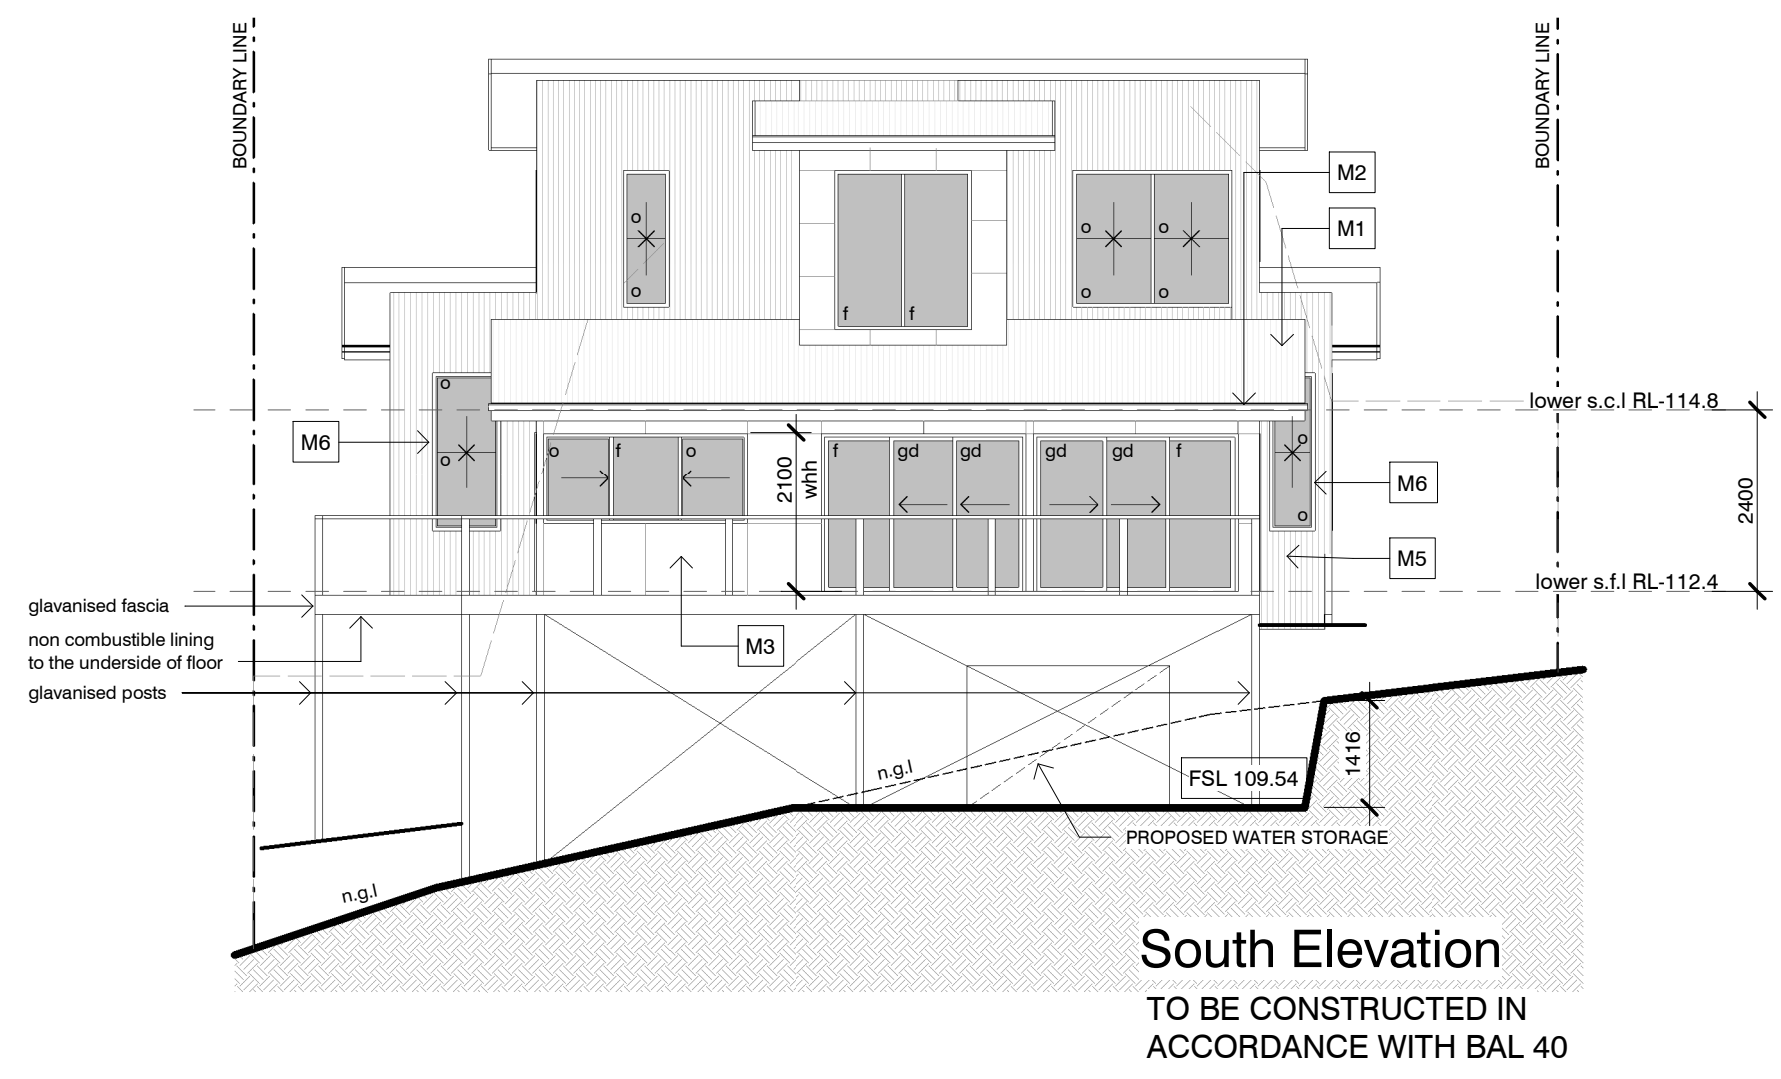 BOUNDARY LINE
BOUNDARY LINE
M2
M1
o
o
o
o
o
o
f
f
lower s.c.l RL-114.8
M6
o
o
o
f
o
2100
whh
f
gd
gd
gd
gd
f
o
o
M6
2400
M5
lower s.f.l RL-112.4
glavanised fascia
non combustible lining
to the underside of floor
glavanised posts
M3
n.g.l
FSL 109.54
1416
PROPOSED WATER STORAGE
n.g.l
South Elevation
TO BE CONSTRUCTED IN
ACCORDANCE WITH BAL 40